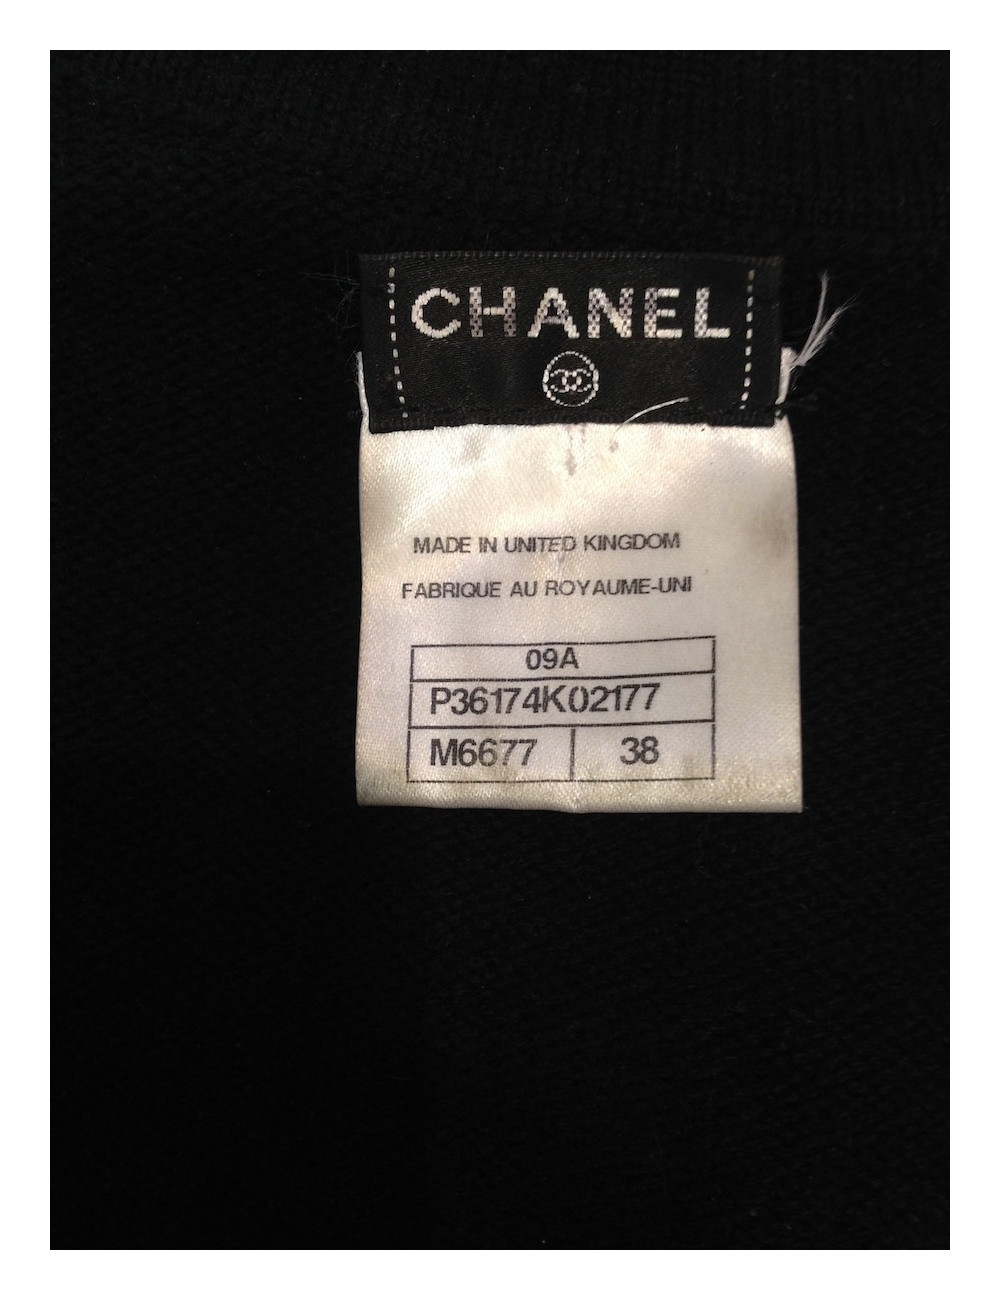 CHANEL
MADE IN UNITED KINGDOM
FABRIQUE AU ROYAUME-UNI
09A
P36174K02177
M6677 38